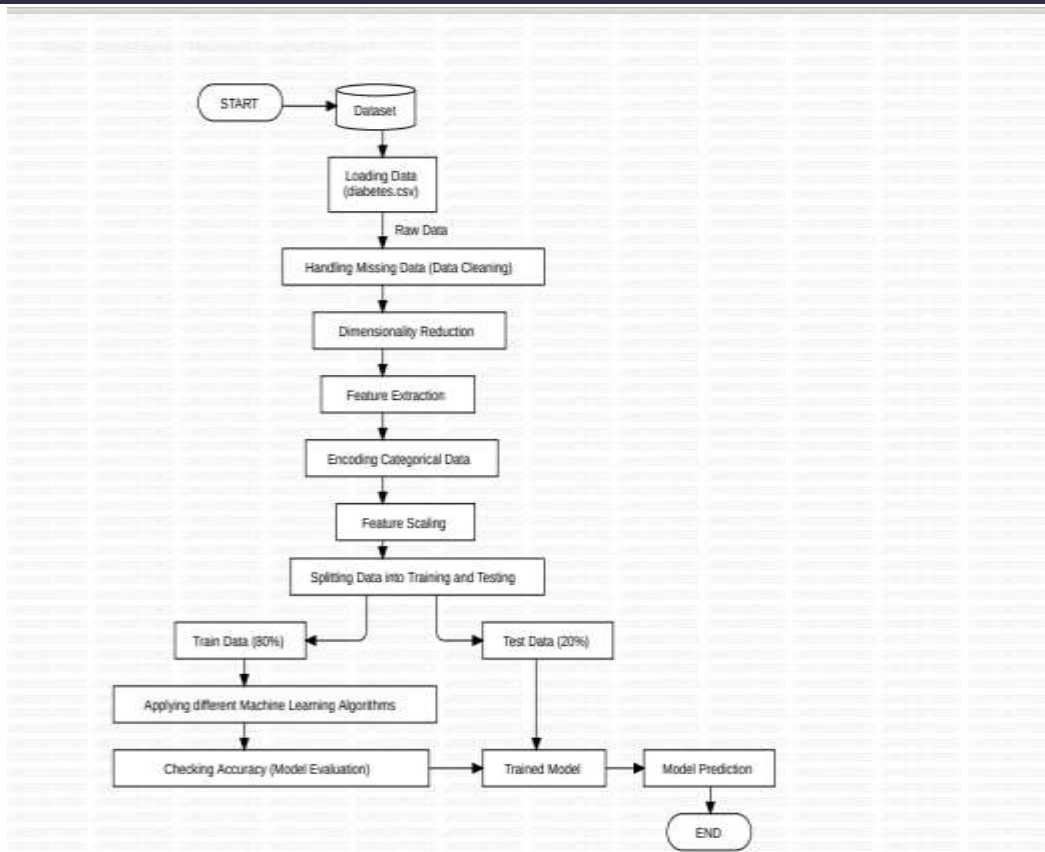 START
Dataset
Loading Data
(diabetes.csv)
Raw Data
Handling Missing Data (Data Cleaning)
Dimensionality Reduction
Feature Extraction
Encoding Categorical Data
Feature Scaling
Splitting Data into Training and Testing
Train Data (80%)
Test Data (20%)
Applying different Machine Learning Algorithms
Checking Accuracy (Model Evaluation)
Trained Model
Model Prediction
END